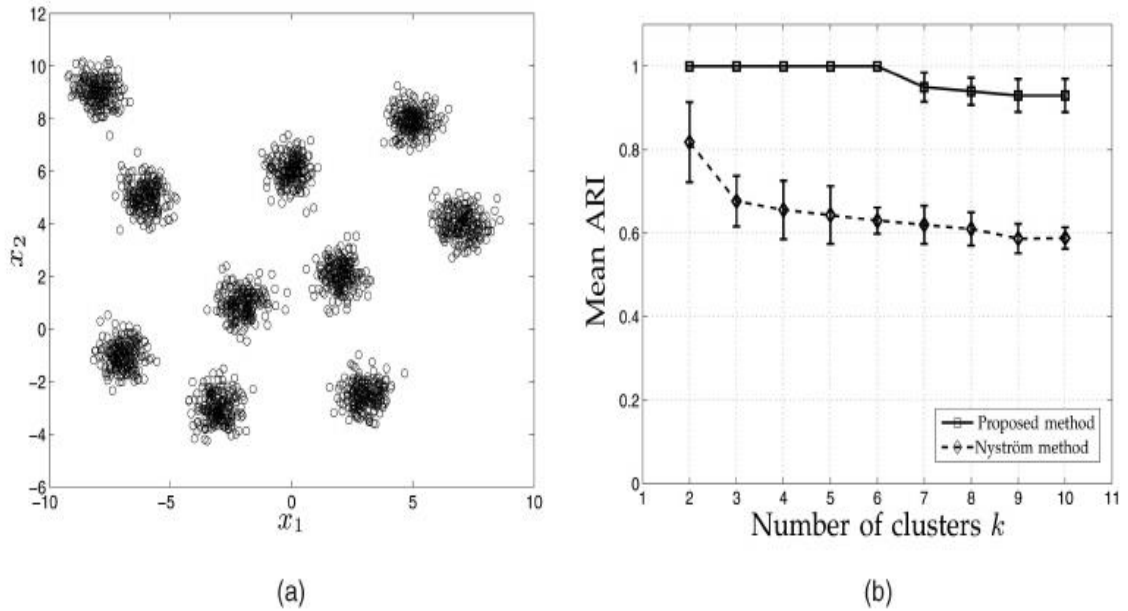 12
10
8
6
4
2
0
−2
−4
−6
x₂
−10
−5
0
5
10
x₁
(a)
1
0.8
0.6
0.4
0.2
0
Mean ARI
Proposed method
Nyström method
1 2 3 4 5 6 7 8 9 10 11
Number of clusters k
(b)